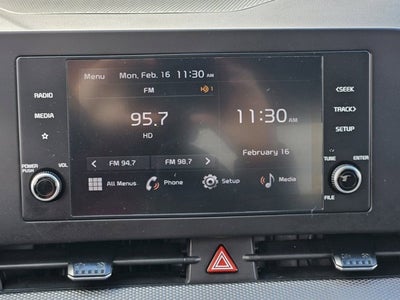 Menu Mon, Feb. 16 11:30 AM
FM 1
95.7
HD
11:30 AM
February 16
FM 94.7 FM 98.7
All Menus Phone Setup Media
RADIO
MEDIA
POWER PUSH VOL
<SEEK
TRACK>
SETUP
TUNE ENTER
FILE